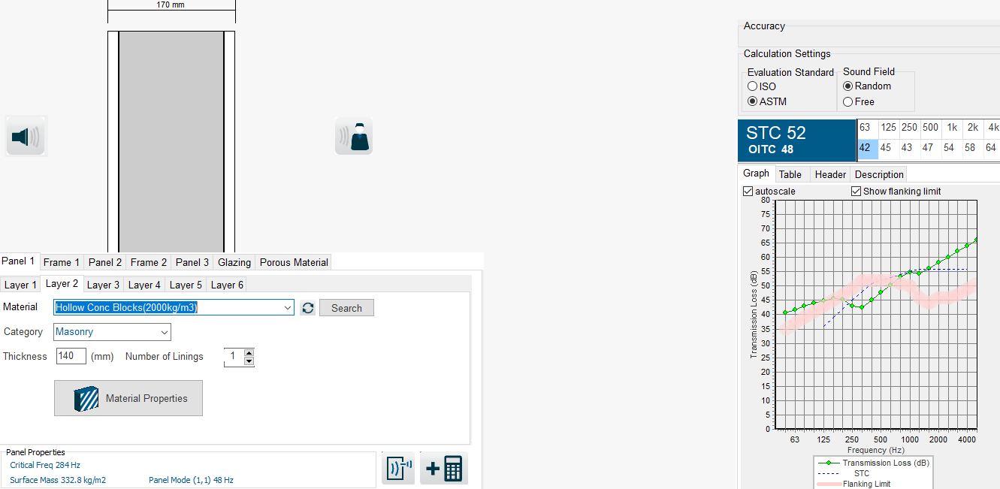 170 mm
Accuracy
Calculation Settings
Evaluation Standard
Sound Field
ISO
Random
ASTM
Free
STC 52
OITC 48
63 125 250 500 1k 2k 4k
42 45 43 47 54 58 64
Graph Table Header Description
autoscale
Show flanking limit
80
75
70
65
60
55
50
45
40
35
30
25
20
15
10
5
0
Transmission Loss (dB)
63 125 250 500 1000 2000 4000
Frequency (Hz)
Transmission Loss (dB)
STC
Flanking Limit
Panel 1 Frame 1 Panel 2 Frame 2 Panel 3 Glazing Porous Material
Layer 1 Layer 2 Layer 3 Layer 4 Layer 5 Layer 6
Material Hollow Conc Blocks(2000kg/m3) Search
Category Masonry
Thickness 140 (mm) Number of Linings 1
Material Properties
Panel Properties
Critical Freq 284 Hz
Surface Mass 332.8 kg/m2 Panel Mode (1,1) 48 Hz